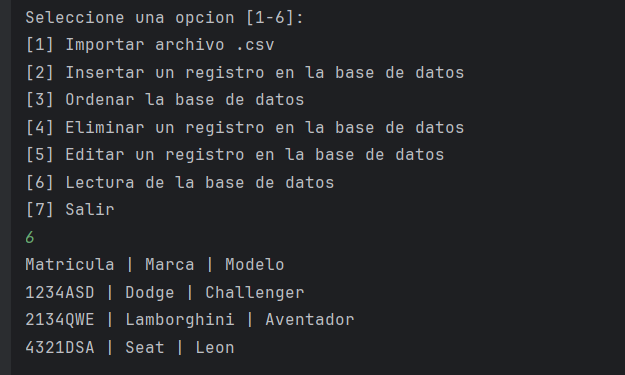 Seleccione una opcion [1-6]:
[1] Importar archivo .csv
[2] Insertar un registro en la base de datos
[3] Ordenar la base de datos
[4] Eliminar un registro en la base de datos
[5] Editar un registro en la base de datos
[6] Lectura de la base de datos
[7] Salir
6
Matricula | Marca | Modelo
1234ASD | Dodge | Challenger
2134QWE | Lamborghini | Aventador
4321DSA | Seat | Leon